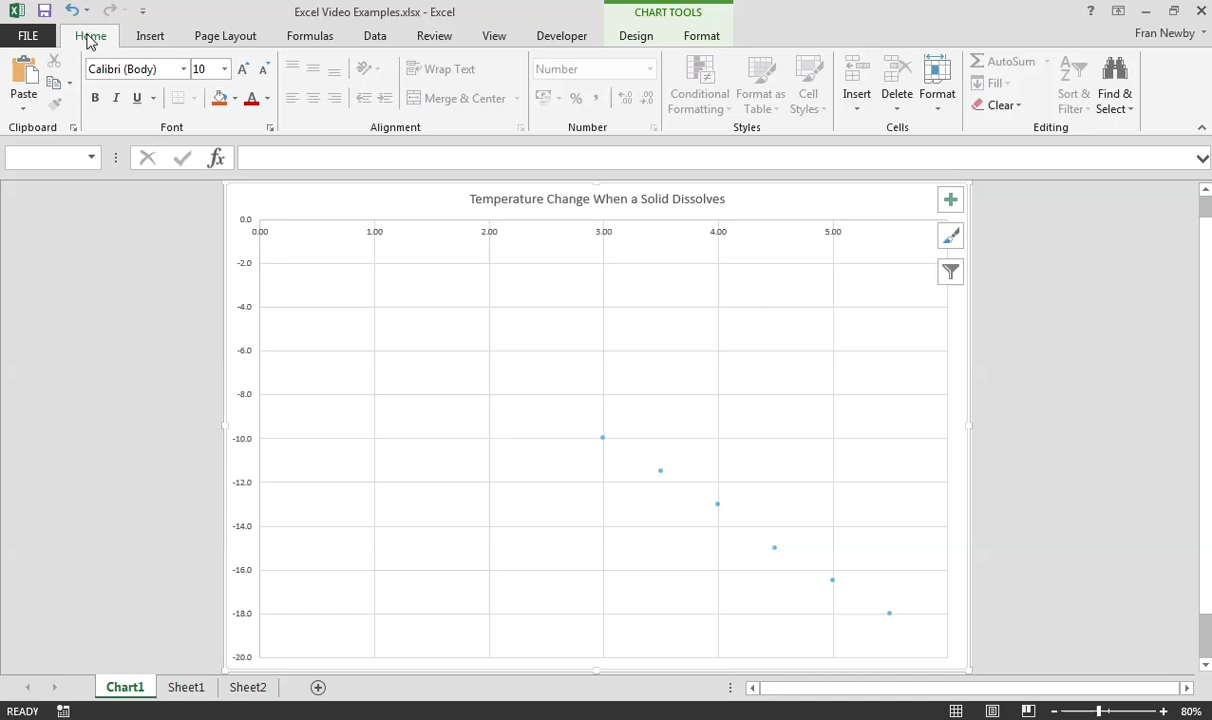 Excel Video Examples.xlsx - Excel
CHART TOOLS
?
FILE Home Insert Page Layout Formulas Data Review View Developer Design Format Fran Newby
Calibri (Body) 10 A A
Wrap Text
Number
AutoSum
Paste
Conditional Formatting
Format as Table
Cell Styles
Insert
Delete
Format
Fill
Sort & Filter
Find & Select
B I U A
Merge & Center
% ,
Clear
Clipboard Font Alignment Number Styles Cells Editing
fx
Temperature Change When a Solid Dissolves
0.0
0.00 1.00 2.00 3.00 4.00 5.00
-2.0
-4.0
-6.0
-8.0
-10.0
-12.0
-14.0
-16.0
-18.0
-20.0
Chart1 Sheet1 Sheet2
READY 80%